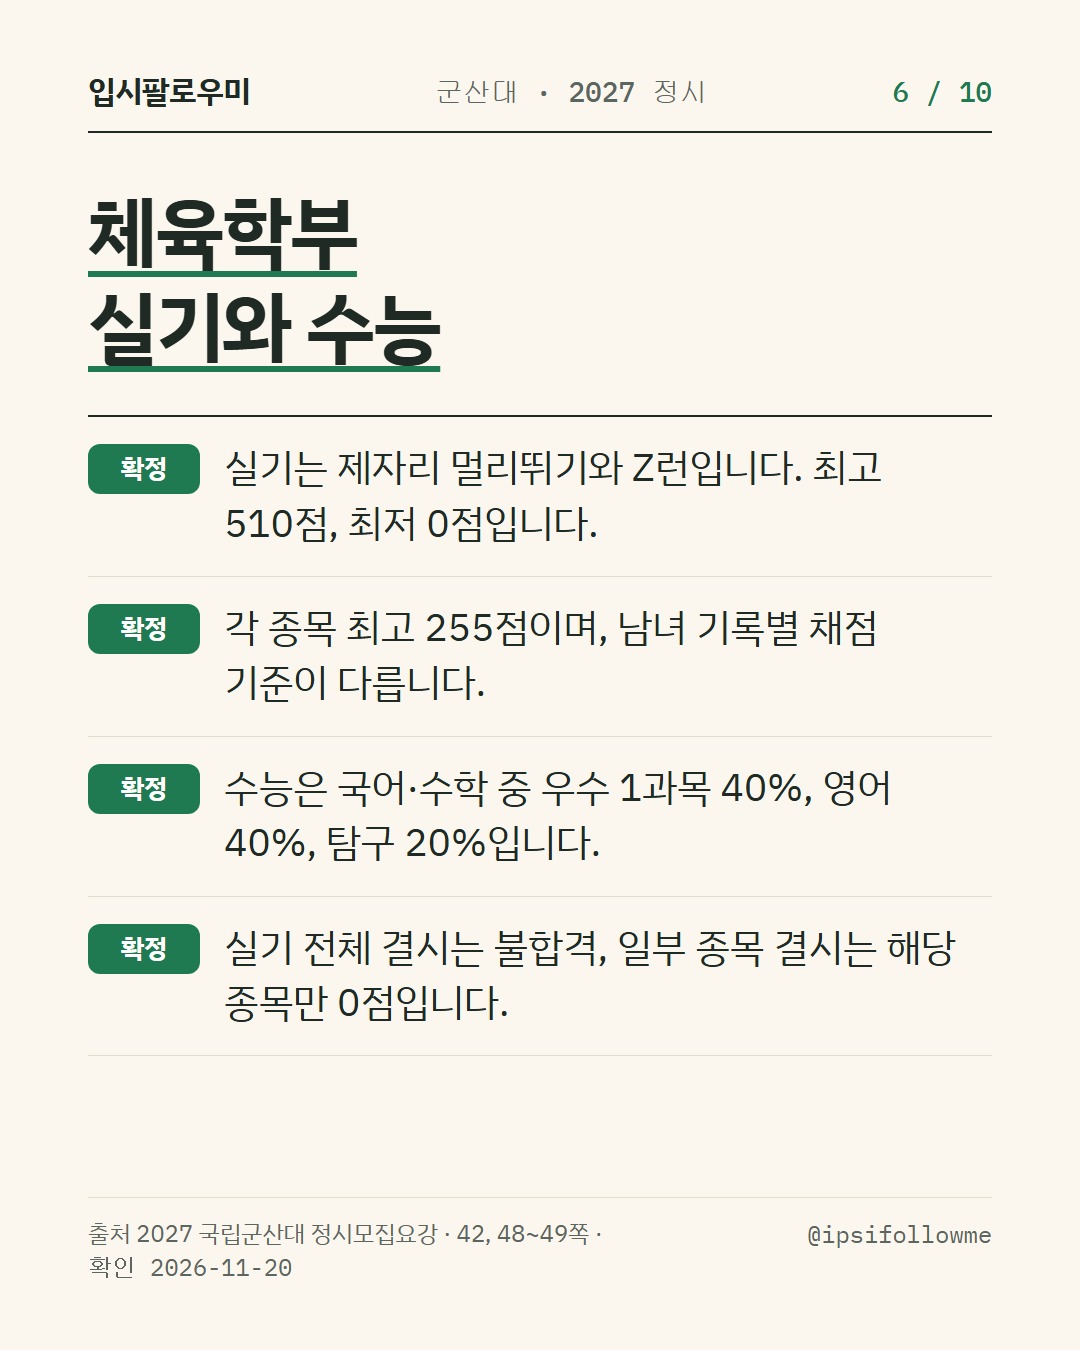 입시팔로우미
군산대 · 2027 정시
6 / 10
체육학부
실기와 수능
확정
실기는 제자리 멀리뛰기와 Z런입니다. 최고
510점, 최저 0점입니다.
확정
각 종목 최고 255점이며, 남녀 기록별 채점
기준이 다릅니다.
확정
수능은 국어·수학 중 우수 1과목 40%, 영어
40%, 탐구 20%입니다.
확정
실기 전체 결시는 불합격, 일부 종목 결시는 해당
종목만 0점입니다.
출처 2027 국립군산대 정시모집요강 · 42, 48~49쪽 ·
확인 2026-11-20
@ipsifollowme